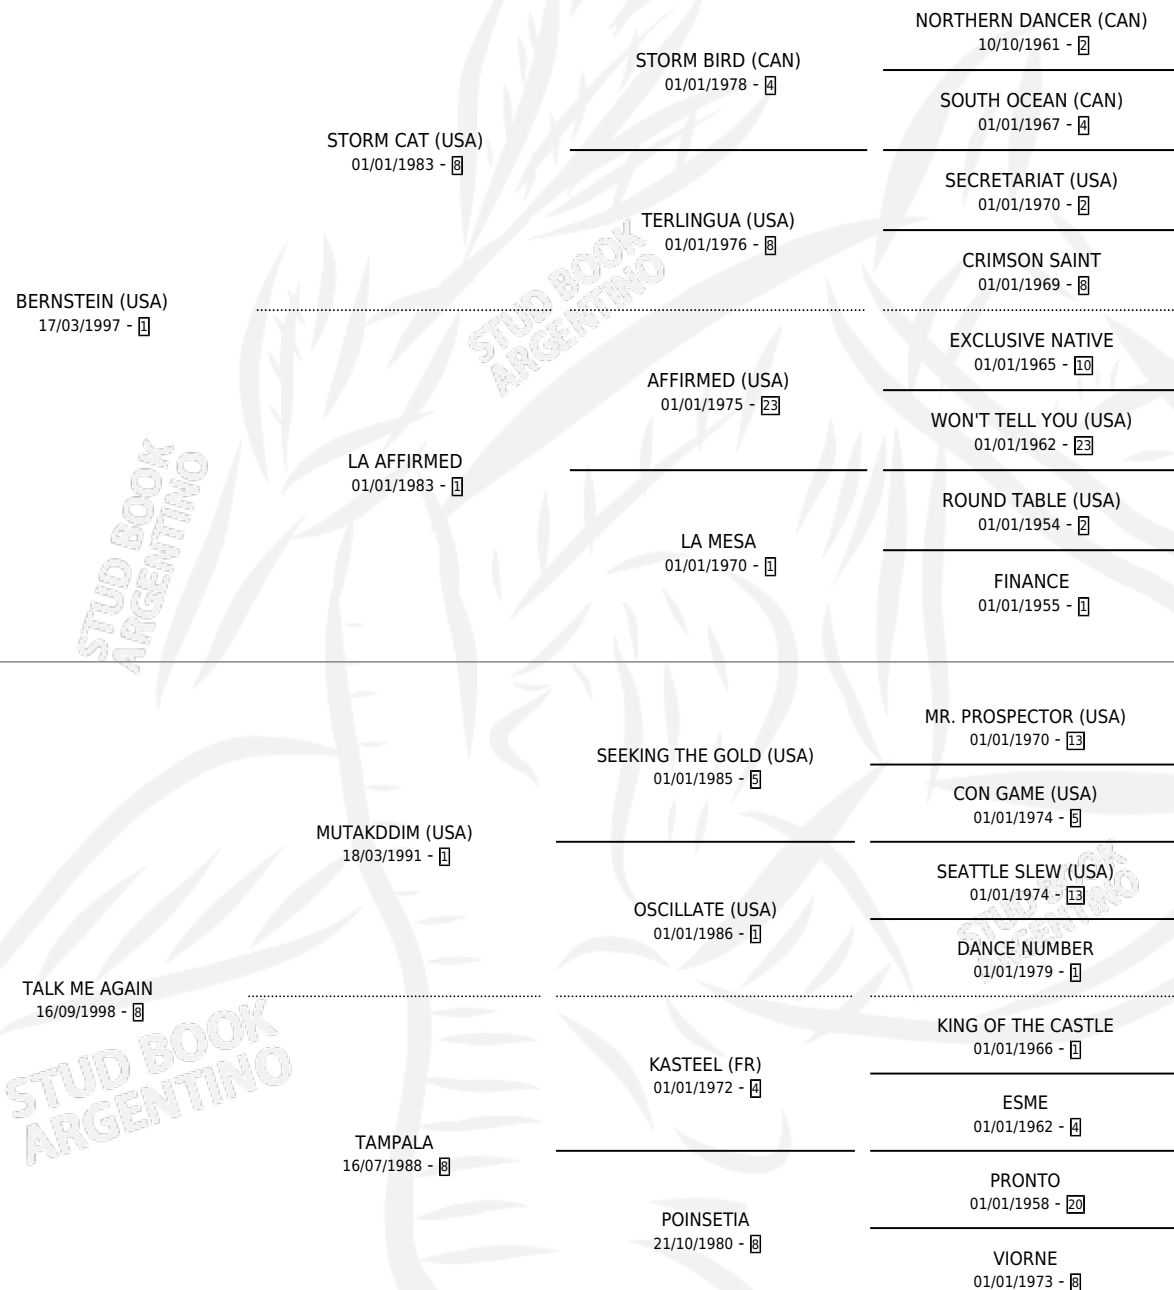 NORTHERN DANCER (CAN)
10/10/1961 - 2
STORM BIRD (CAN)
01/01/1978 - 4
SOUTH OCEAN (CAN)
01/01/1967 - 4
STORM CAT (USA)
01/01/1983 - 8
SECRETARIAT (USA)
01/01/1970 - 2
TERLINGUA (USA)
01/01/1976 - 8
CRIMSON SAINT
01/01/1969 - 8
BERNSTEIN (USA)
17/03/1997 - 1
EXCLUSIVE NATIVE
01/01/1965 - 10
AFFIRMED (USA)
01/01/1975 - 23
WON'T TELL YOU (USA)
01/01/1962 - 23
LA AFFIRMED
01/01/1983 - 1
ROUND TABLE (USA)
01/01/1954 - 2
LA MESA
01/01/1970 - 1
FINANCE
01/01/1955 - 1
MR. PROSPECTOR (USA)
01/01/1970 - 13
SEEKING THE GOLD (USA)
01/01/1985 - 5
CON GAME (USA)
01/01/1974 - 5
MUTAKDDIM (USA)
18/03/1991 - 1
SEATTLE SLEW (USA)
01/01/1974 - 13
OSCILLATE (USA)
01/01/1986 - 1
DANCE NUMBER
01/01/1979 - 1
TALK ME AGAIN
16/09/1998 - 8
KING OF THE CASTLE
01/01/1966 - 1
KASTEEL (FR)
01/01/1972 - 4
ESME
01/01/1962 - 4
TAMPALA
16/07/1988 - 8
PRONTO
01/01/1958 - 20
POINSETIA
21/10/1980 - 8
VIORNE
01/01/1973 - 8
STUD BOOK
ARGENTINO
STUD BOOK
ARGENTINO
STUD BOOK
ARGENTINO
STUD BOOK
ARGENTINO